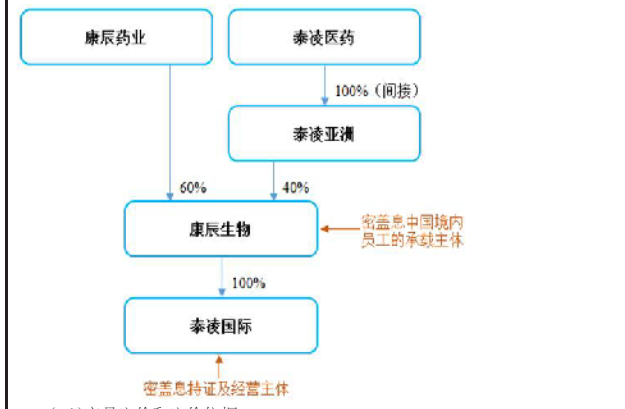 康辰药业
泰凌医药
100%（间接）
泰凌亚洲
60%
40%
康辰生物
密盖息中国境内
员工的承载主体
100%
泰凌国际
密盖息持证及经营主体